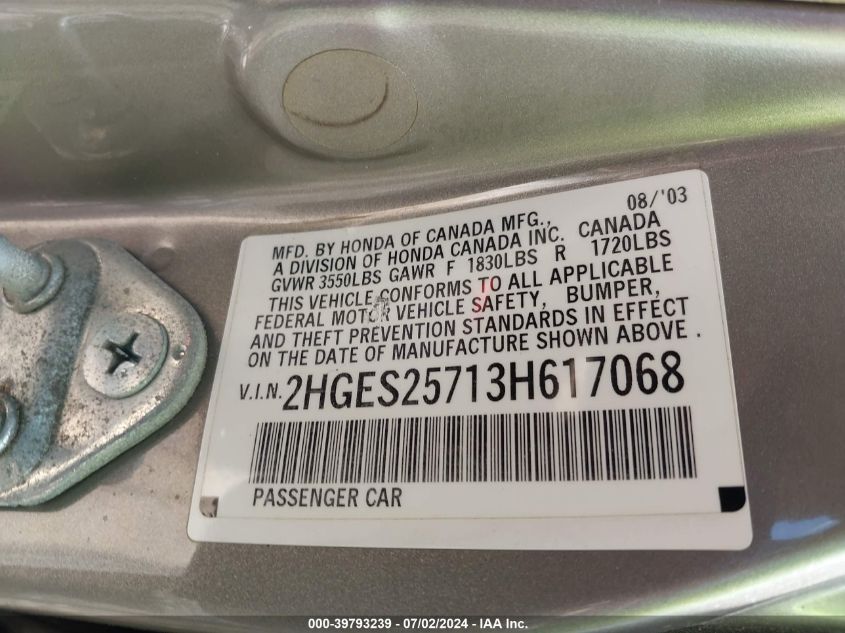 08/'03
MFD. BY HONDA OF CANADA MFG.,
A DIVISION OF HONDA CANADA INC. CANADA
GVWR 3550LBS GAWR F 1830LBS R 1720LBS
THIS VEHICLE CONFORMS TO ALL APPLICABLE
FEDERAL MOTOR VEHICLE SAFETY, BUMPER,
AND THEFT PREVENTION STANDARDS IN EFFECT
ON THE DATE OF MANUFACTURE SHOWN ABOVE.
V.I.N. 2HGES25713H617068
PASSENGER CAR
000-39793239 - 07/02/2024 - IAA Inc.